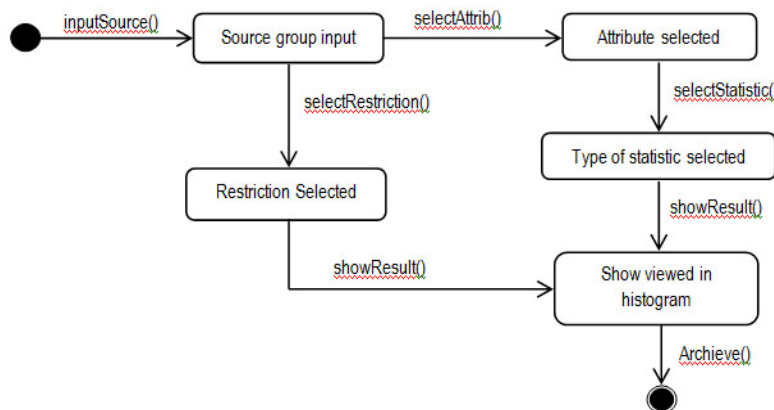 inputSource()
Source group input
selectAttrib()
Attribute selected
selectRestriction()
selectStatistic(
Restriction Selected
Type of statistic selected
showResult()
showResult()
Show viewed in
histogram
Archieve()